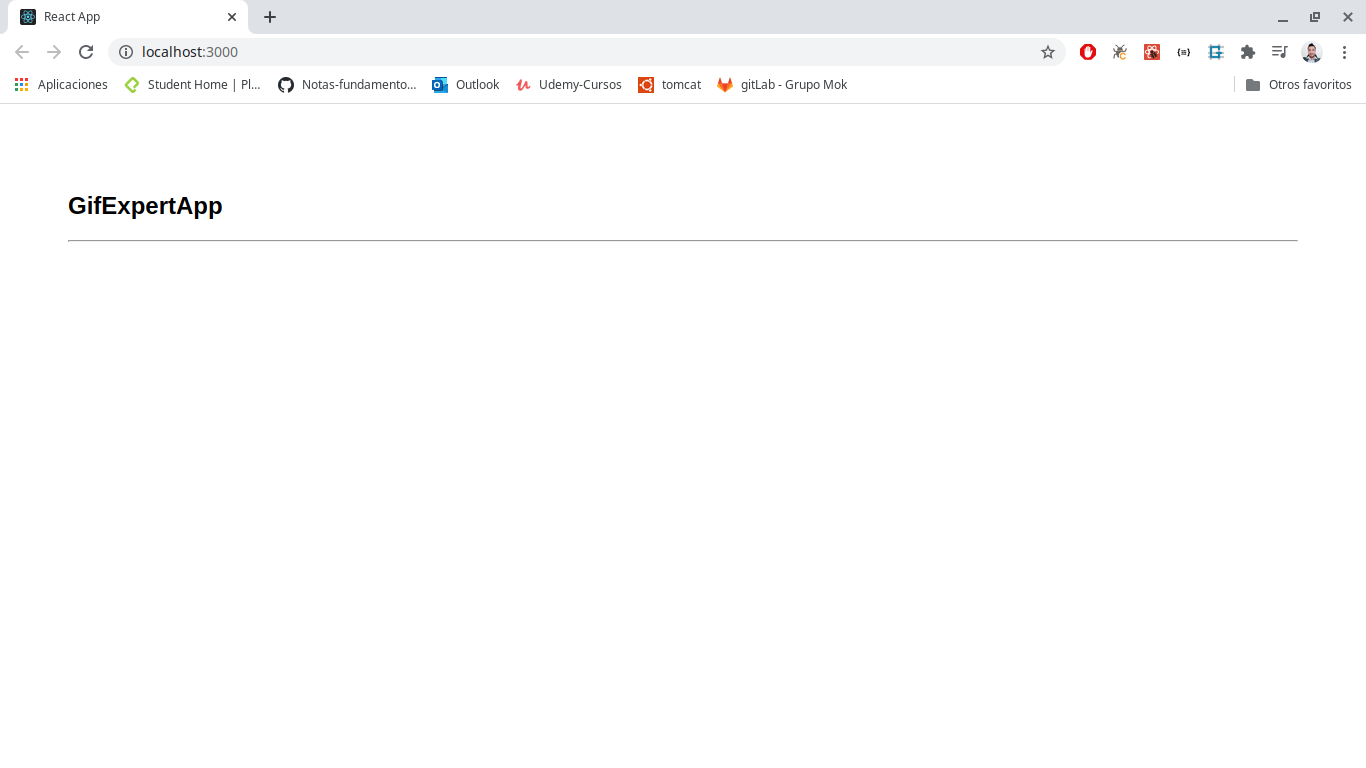 React App
localhost:3000
Aplicaciones Student Home | Pl... Notas-fundamento... Outlook Udemy-Cursos tomcat gitLab - Grupo Mok Otros favoritos
GifExpertApp